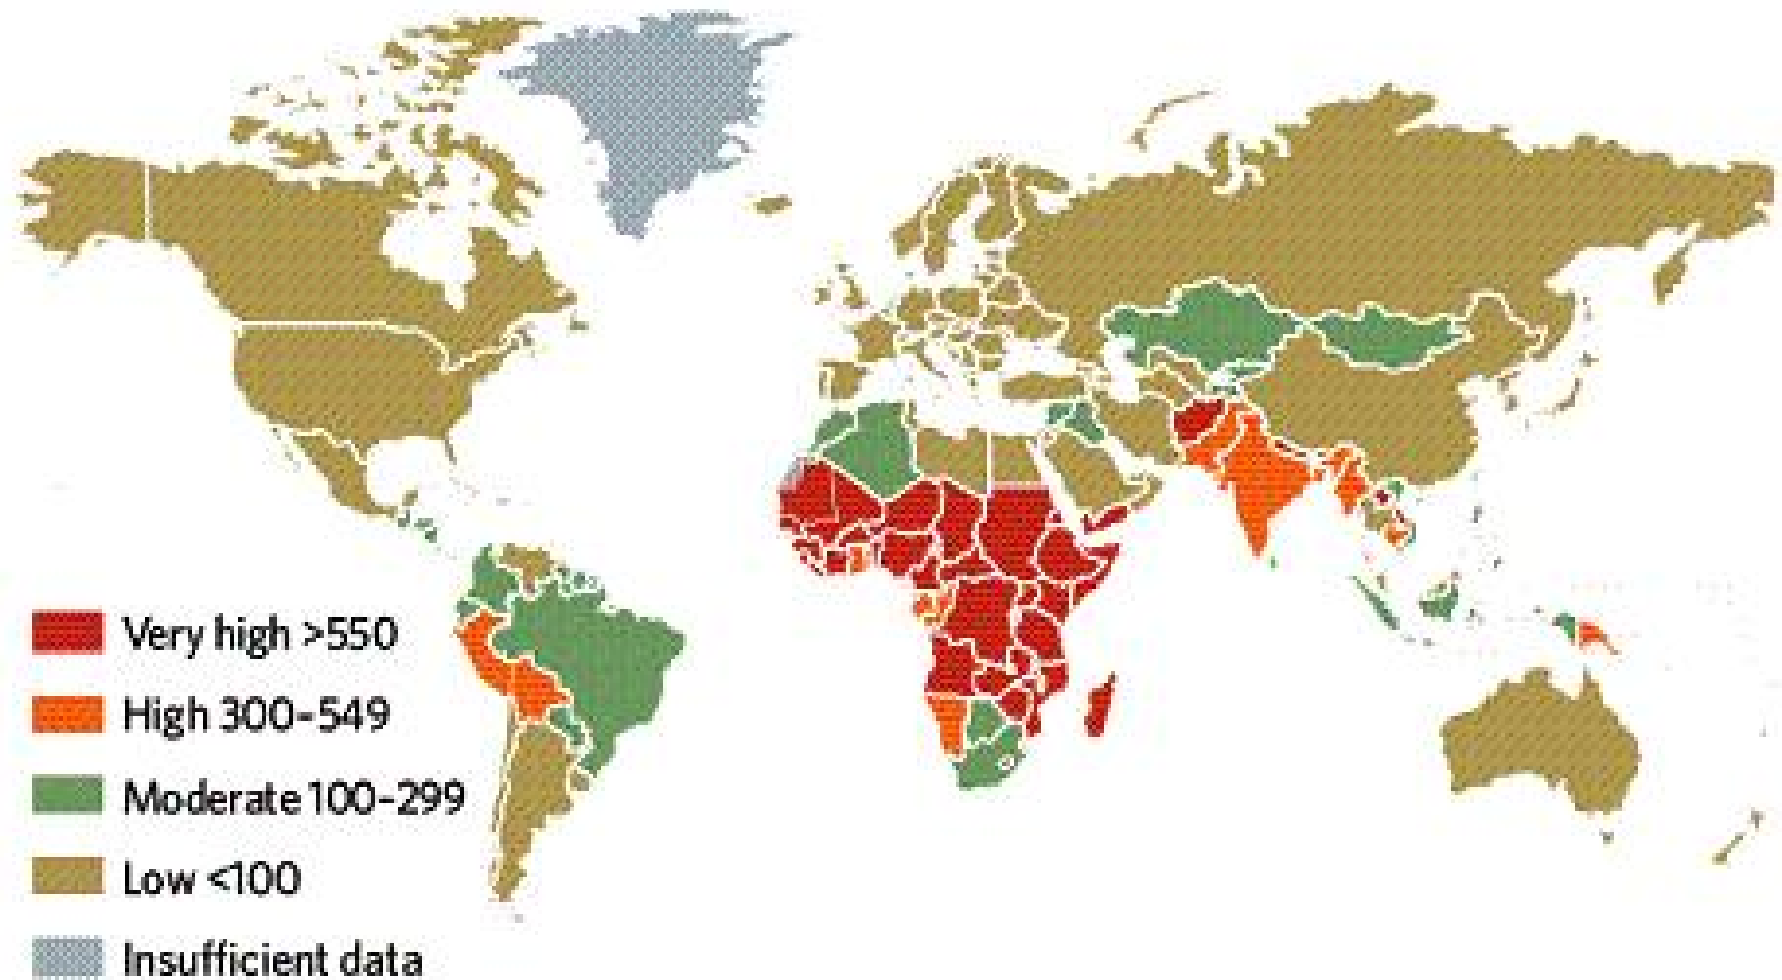 Very high >550
High 300-549
Moderate 100-299
Low <100
Insufficient data